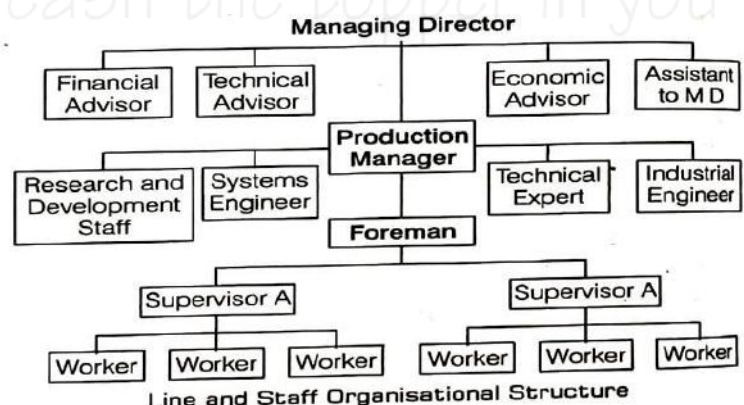 Managing Director
Financial
Advisor
Technical
Advisor
Economic
Advisor
Assistant
to M D
Production
Manager
Research and
Development
Staff
Systems
Engineer
Technical
Expert
Industrial
Engineer
Foreman
Supervisor A
Supervisor A
Worker
Worker
Worker
Worker
Worker
Worker
Line and Staff Organisational Structure